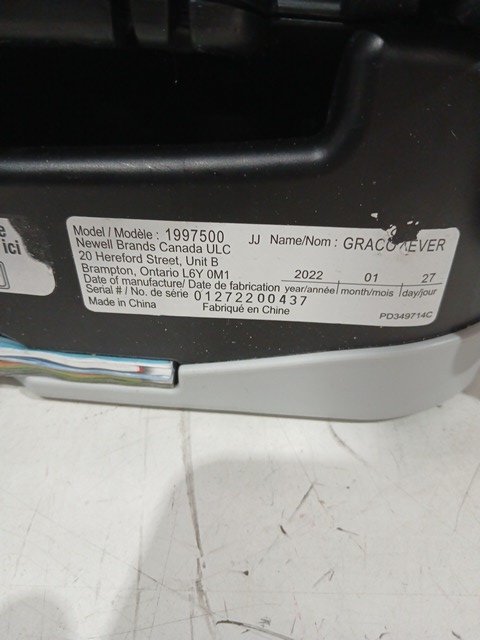 e
ici
Model / Modèle : 1997500 JJ Name/Nom : GRACO EVER
Newell Brands Canada ULC
20 Hereford Street, Unit B
Brampton, Ontario L6Y 0M1 2022 01 27
Date of manufacture/ Date de fabrication year/année month/mois day/jour
Serial # / No. de série 01272200437
Made in China Fabriqué en Chine PD349714C